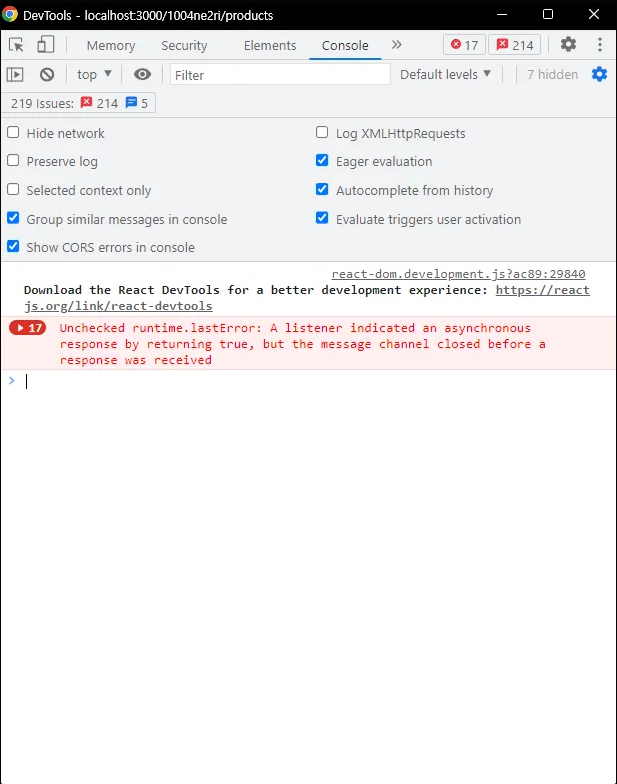 DevTools - localhost:3000/1004ne2ri/products
Memory Security Elements Console 17 214
top Filter Default levels 7 hidden
219 Issues: 214 5
Hide network Log XMLHttpRequests
Preserve log Eager evaluation
Selected context only Autocomplete from history
Group similar messages in console Evaluate triggers user activation
Show CORS errors in console
react-dom.development.js?ac89:29840
Download the React DevTools for a better development experience: https://react
js.org/link/react-devtools
17 Unchecked runtime.lastError: A listener indicated an asynchronous
response by returning true, but the message channel closed before a
response was received